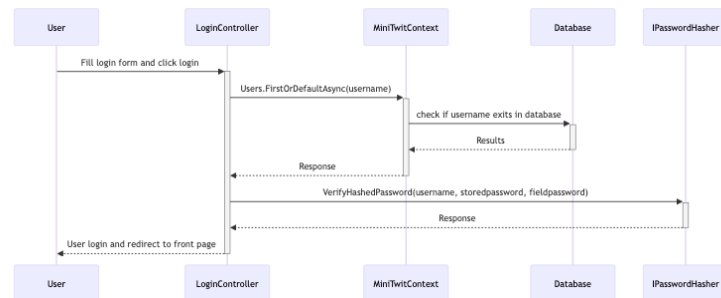 User LoginController MiniTwitContext Database IPasswordHasher
Fill login form and click login
Users.FirstOrDefaultAsync(username)
check if username exits in database
Results
Response
VerifyHashedPassword(username, storedpassword, fieldpassword)
Response
User login and redirect to front page
User LoginController MiniTwitContext Database IPasswordHasher